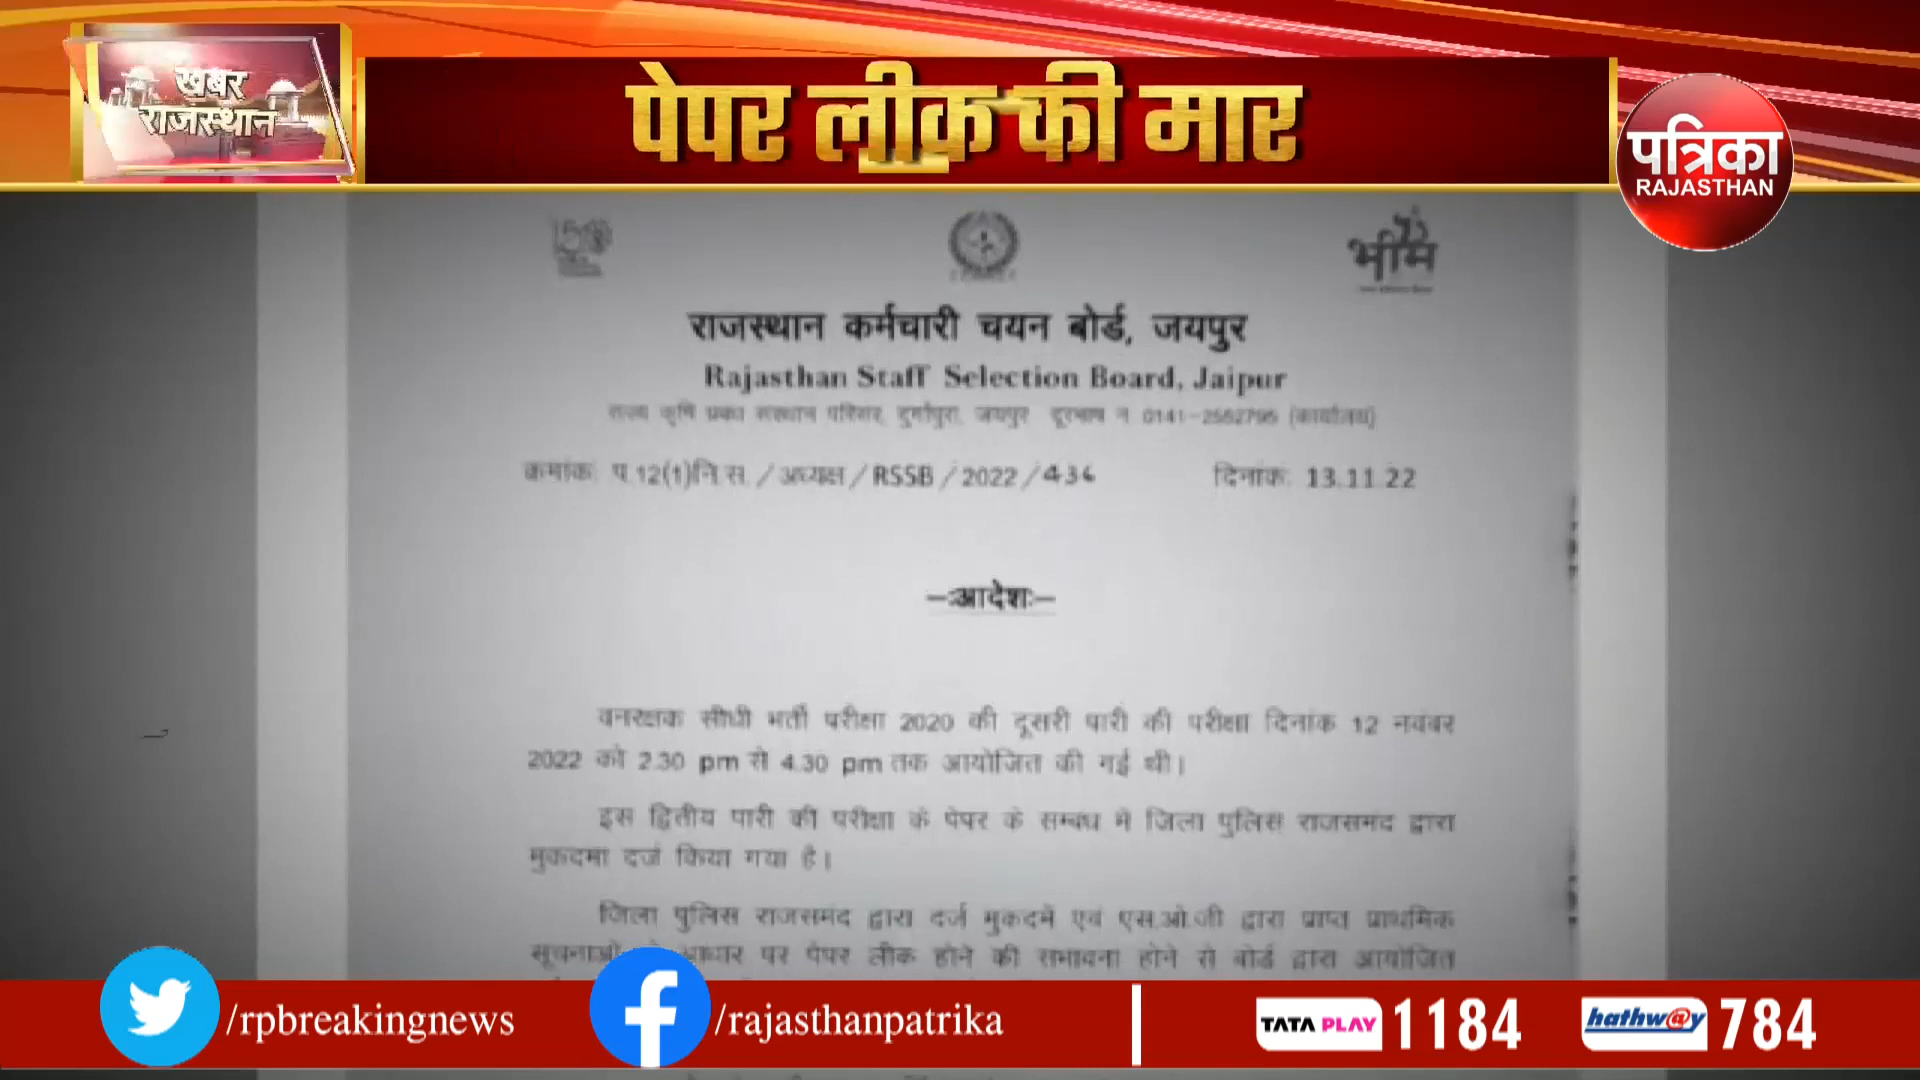 खबर
राजस्थान
पेपर लीक की मार
पत्रिका
RAJASTHAN
150
भीम
राजस्थान कर्मचारी चयन बोर्ड, जयपुर
Rajasthan Staff Selection Board, Jaipur
राज्य कृषि प्रबन्ध संस्थान परिसर, दुर्गापुरा, जयपुर दूरभाष नं 0141-2552796 (कार्यालय)
क्रमांक: प.12(1)नि.स./अध्यक्ष/RSSB/2022/436 दिनांक: 13.11.22
-:आदेश:-
वनरक्षक सीधी भर्ती परीक्षा 2020 की दूसरी पारी की परीक्षा दिनांक 12 नवंबर
2022 को 2.30 pm से 4.30 pm तक आयोजित की गई थी।
इस द्वितीय पारी की परीक्षा के पेपर के सम्बंध में जिला पुलिस राजसमंद द्वारा
मुकदमा दर्ज किया गया है।
जिला पुलिस राजसमंद द्वारा दर्ज मुकदमें एवं एस.ओ.जी द्वारा प्राप्त प्राथमिक
सूचनाओं के आधार पर पेपर लीक होने की संभावना होने से बोर्ड द्वारा आयोजित
/rpbreakingnews
/rajasthanpatrika
TATA PLAY 1184
hathw@y 784